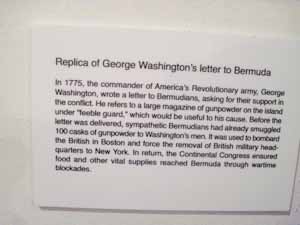 Replica of George Washington's letter to Bermuda
In 1775, the commander of America's Revolutionary army, George
Washington, wrote a letter to Bermudians, asking for their support in
the conflict. He refers to a large magazine of gunpowder on the island
under "feeble guard," which would be useful to his cause. Before the
letter was delivered, sympathetic Bermudians had already smuggled
100 casks of gunpowder to Washington's men. It was used to bombard
the British in Boston and force the removal of British military head-
quarters to New York. In return, the Continental Congress ensured
food and other vital supplies reached Bermuda through wartime
blockades.